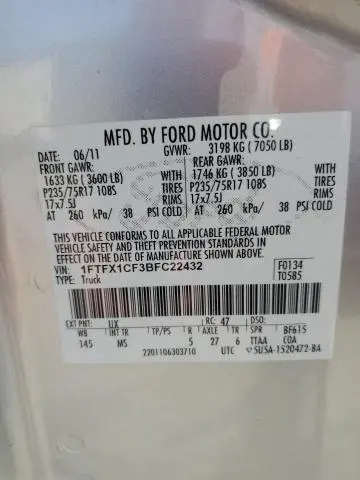 MFD. BY FORD MOTOR CO.
DATE: 06/11 GVWR: 3198 KG ( 7050 LB)
FRONT GAWR: REAR GAWR:
1633 KG ( 3600 LB) WITH 1746 KG ( 3850 LB) WITH
P235/75R17 108S TIRES P235/75R17 108S TIRES
17x7.5J RIMS 17x7.5J RIMS
AT 260 kPa/ 38 PSI COLD AT 260 kPa/ 38 PSI COLD
THIS VEHICLE CONFORMS TO ALL APPLICABLE FEDERAL MOTOR
VEHICLE SAFETY AND THEFT PREVENTION STANDARDS IN EFFECT
ON THE DATE OF MANUFACTURE SHOWN ABOVE.
VIN: 1FTFX1CF3BFC22432 F0134
TYPE: Truck T0585
EXT PNT: UX RC: 47 DSO:
WB INT TR TP/PS R AXLE TR SPR BF615
145 MS 5 27 6 TTAA COA
2201106303710 UTC 5U5A-1520472-BA